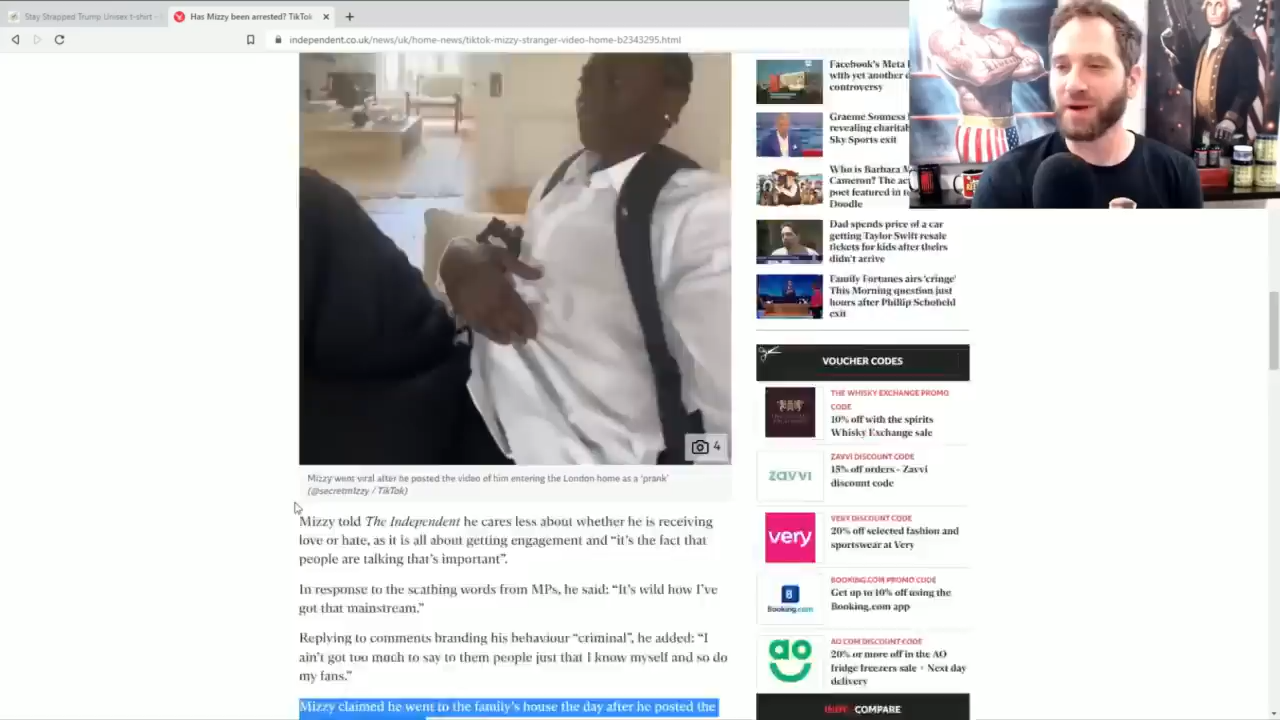 Stay Strapped Trump Unisex t-shirt -
Has Mizzy been arrested? TikTok
independent.co.uk/news/uk/home-news/tiktok-mizzy-stranger-video-home-b2343295.html
4
Mizzy went viral after he posted the video of him entering the London home as a 'prank'
(@secretmizzy / TikTok)
Mizzy told The Independent he cares less about whether he is receiving
love or hate, as it is all about getting engagement and “it’s the fact that
people are talking that’s important”.
In response to the scathing words from MPs, he said: “It’s wild how I’ve
got that mainstream.”
Replying to comments branding his behaviour “criminal”, he added: “I
ain’t got too much to say to them people just that I know myself and so do
my fans.”
Mizzy claimed he went to the family’s house the day after he posted the
Facebook's Meta
with yet another
controversy
Graeme Souness
revealing
Sky Sports exit
Who is Barbara
Cameron? The
poet featured in
Doodle
Dad spends price of a car
getting Taylor Swift resale
tickets for kids after theirs
didn't arrive
Family Fortunes airs 'cringe'
This Morning question just
hours after Phillip Schofield
exit
VOUCHER CODES
THE WHISKY EXCHANGE PROMO
CODE
10% off with the spirits
Whisky Exchange sale
ZAVVI
ZAVVI DISCOUNT CODE
15% off orders - Zavvi
discount code
very
VERY DISCOUNT CODE
20% off selected fashion and
sportswear at Very
Booking.com
BOOKING.COM PROMO CODE
Get up to 10% off using the
Booking.com app
ao
AO.COM DISCOUNT CODE
20% or more off in the AO
fridge freezers sale + Next day
delivery
INDY COMPARE